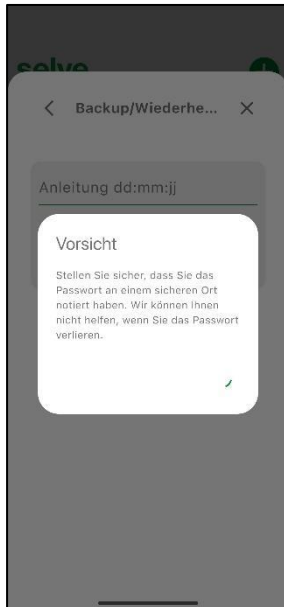 selve
Backup/Wiederhe...
Anleitung dd:mm:jj
Vorsicht
Stellen Sie sicher, dass Sie das
Passwort an einem sicheren Ort
notiert haben. Wir können ihnen
nicht helfen, wenn Sie das Passwort
verlieren.